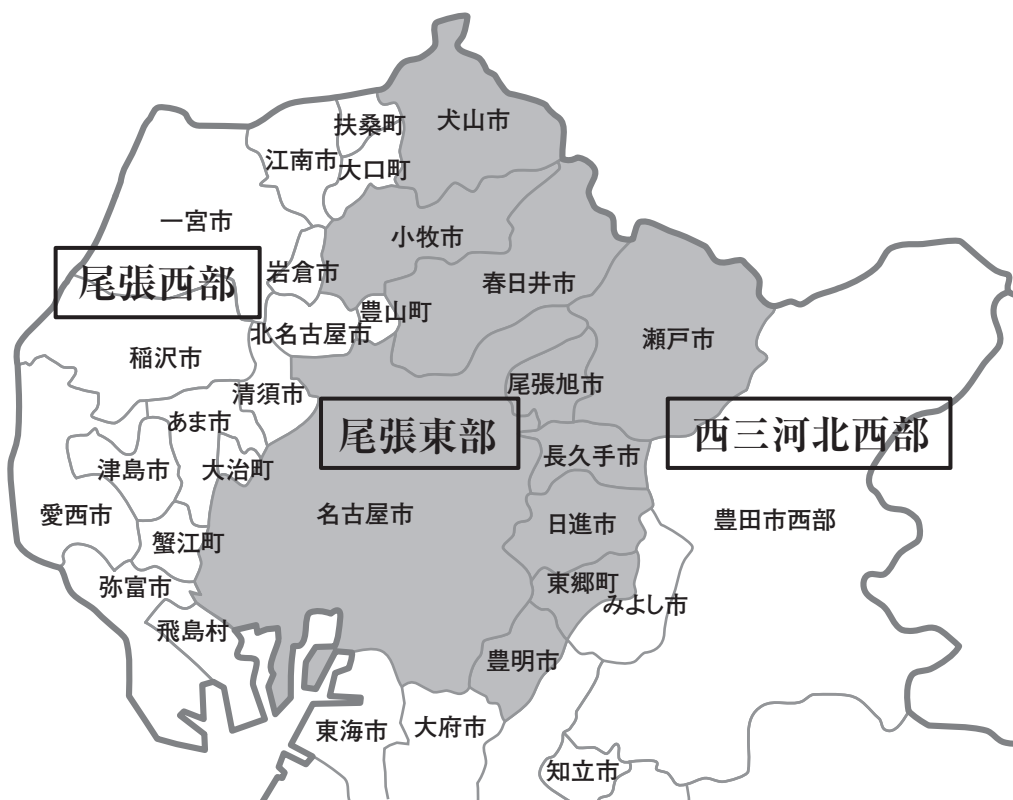 犬山市
扶桑町
江南市
大口町
一宮市
小牧市
尾張西部
岩倉市
春日井市
豊山町
北名古屋市
瀬戸市
稲沢市
尾張旭市
清須市
あま市
尾張東部
西三河北西部
長久手市
津島市
大治町
愛西市
名古屋市
日進市
豊田市西部
蟹江町
弥富市
東郷町
みよし市
飛島村
豊明市
東海市
大府市
知立市